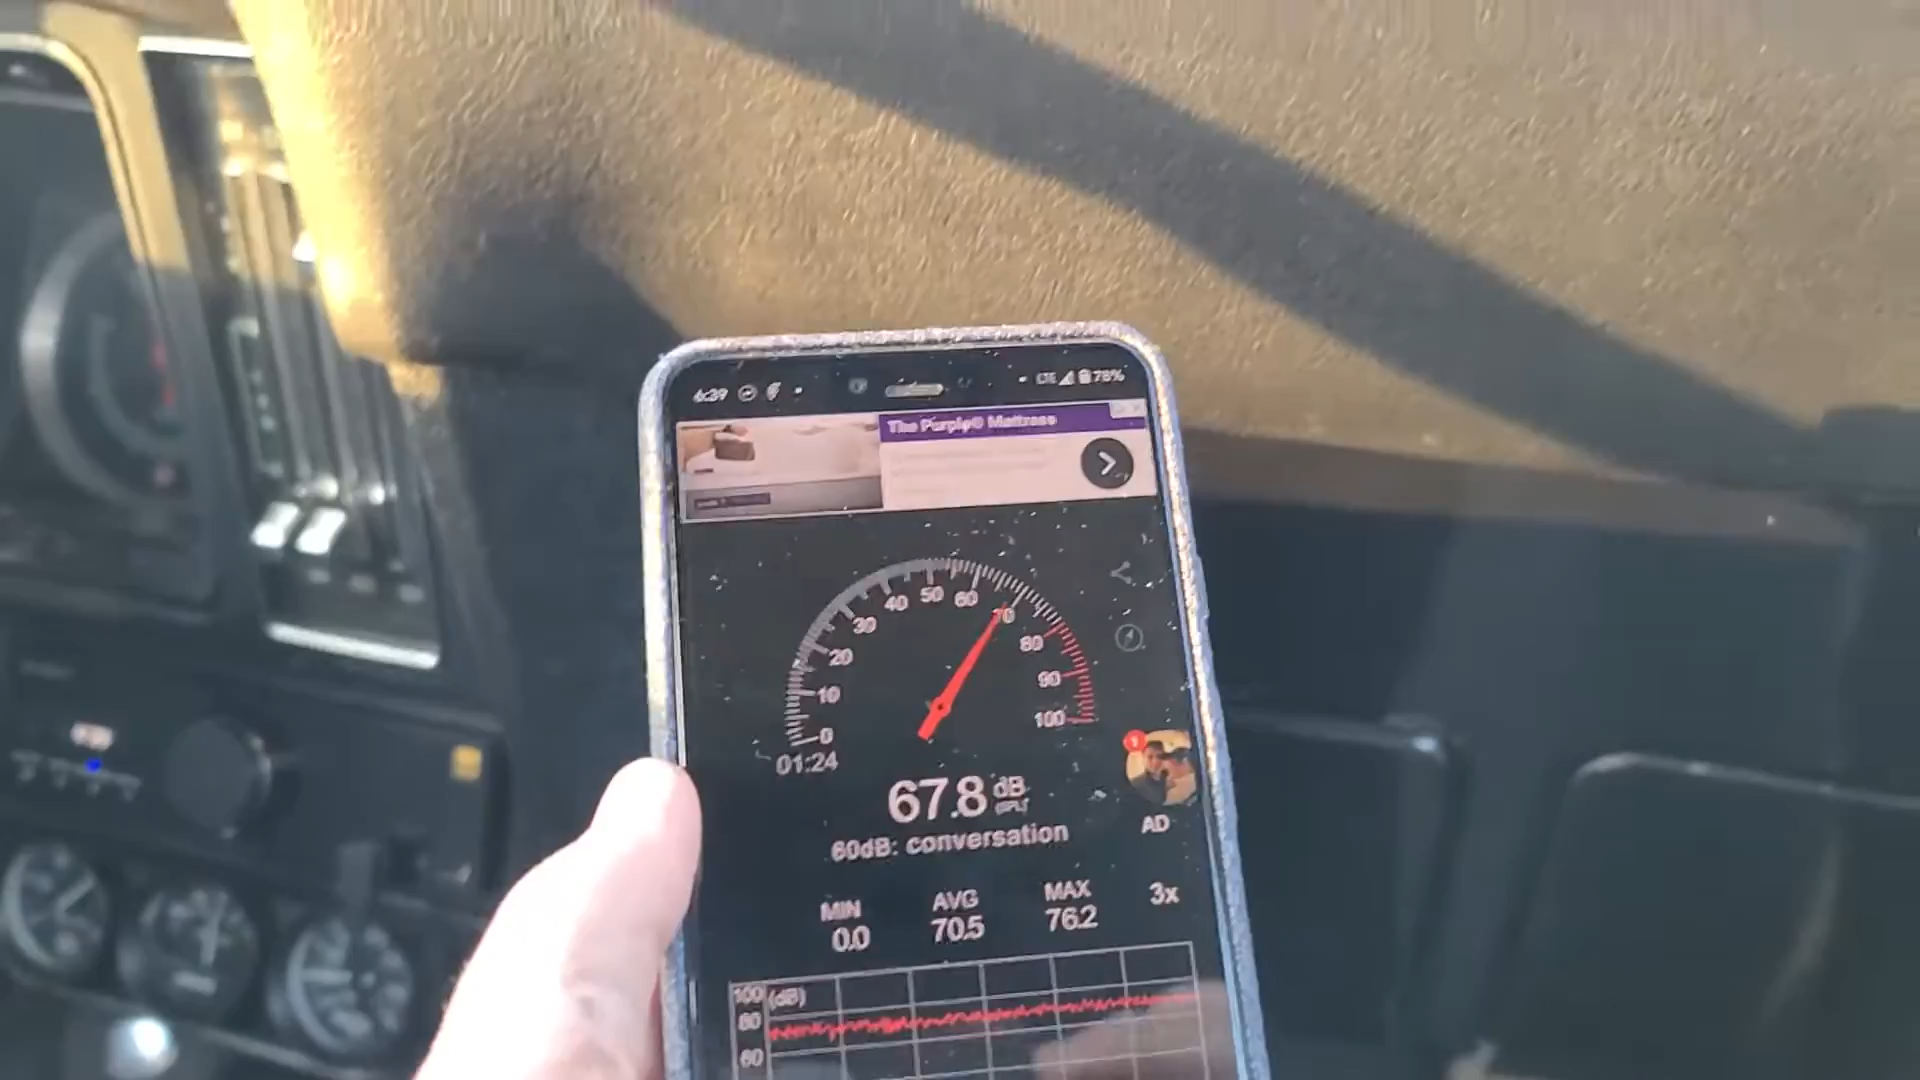 6:39
LTE 78%
The Purple® Mattress
0
10
20
30
40
50
60
70
80
90
100
01:24
67.8 dB
(SPL)
60dB: conversation
AD
1
MIN AVG MAX 3x
0.0 70.5 76.2
100 (dB)
80
60